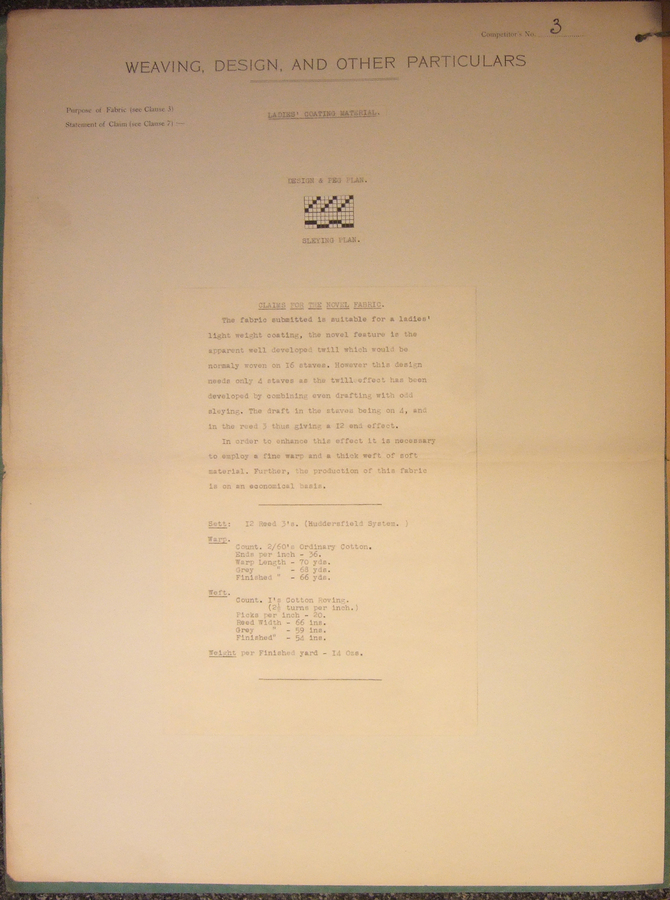 Competitor's No. 3
WEAVING, DESIGN, AND OTHER PARTICULARS
Purpose of Fabric (see Clause 3)
LADIES' COATING MATERIAL.
Statement of Claim (see Clause 7) —
DESIGN & PEG PLAN.
SLEYING PLAN.
CLAIMS FOR THE NOVEL FABRIC.
The fabric submitted is suitable for a ladies'
light weight coating, the novel feature is the
apparent well developed twill which would be
normaly woven on 16 staves. However this design
needs only 4 staves as the twill effect has been
developed by combining even drafting with odd
sleying. The draft in the staves being on 4, and
in the reed 3 thus giving a 12 end effect.
In order to enhance this effect it is necessary
to employ a fine warp and a thick weft of soft
material. Further, the production of this fabric
is on an economical basis.
Sett: 12 Reed 3's. (Huddersfield System. )
Warp.
Count. 2/60's Ordinary Cotton.
Ends per inch - 36.
Warp Length - 70 yds.
Grey " - 68 yds.
Finished " - 66 yds.
Weft.
Count. I's Cotton Roving.
(2½ turns per inch.)
Picks per inch - 20.
Reed Width - 66 ins.
Grey " - 59 ins.
Finished" - 54 ins.
Weight per Finished yard - 14 Ozs.